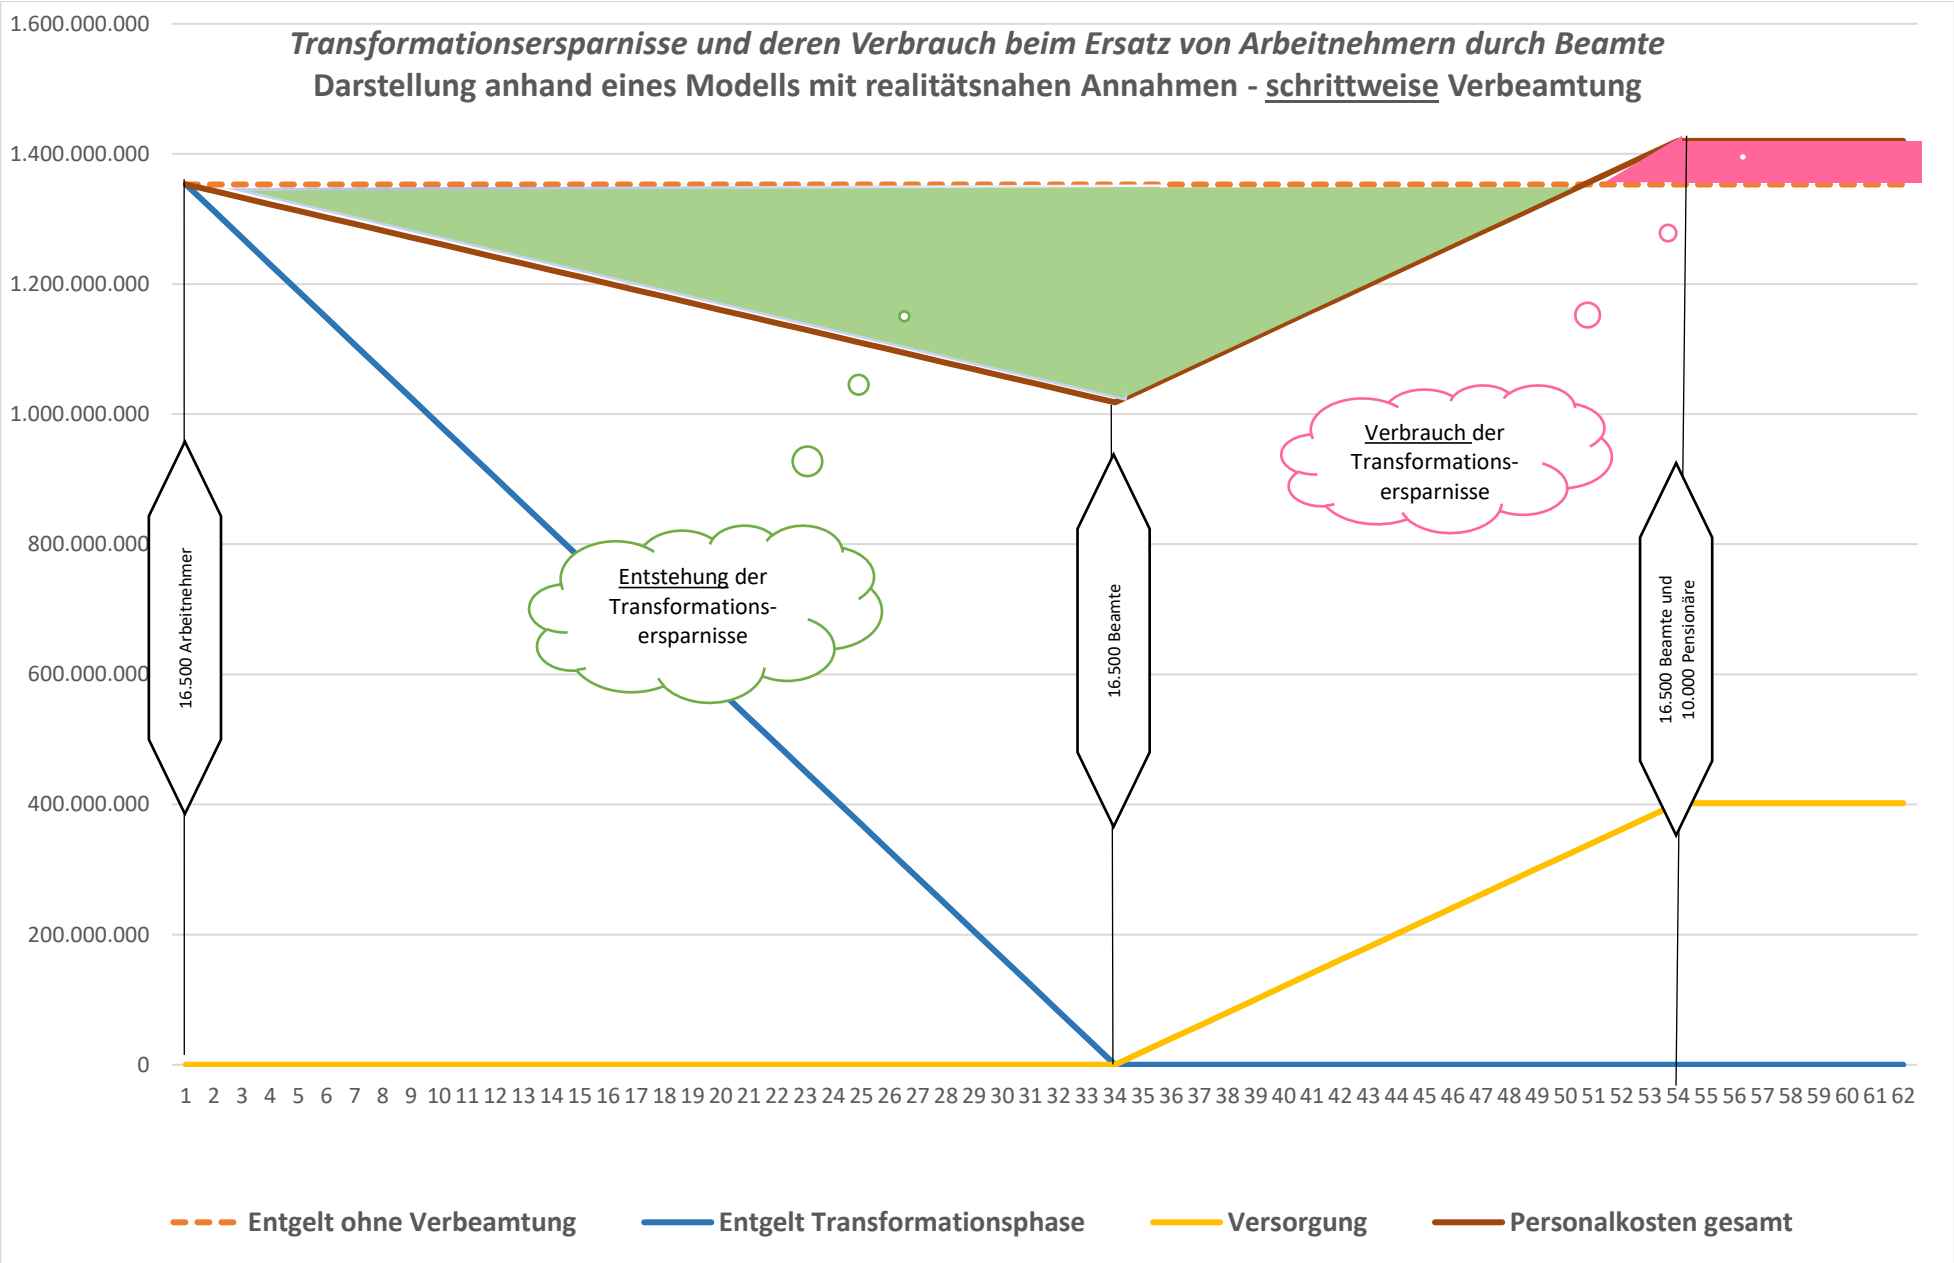 Transformationsersparnisse und deren Verbrauch beim Ersatz von Arbeitnehmern durch Beamte
Darstellung anhand eines Modells mit realitätsnahen Annahmen - schrittweise Verbeamtung
1.600.000.000
1.400.000.000
1.200.000.000
1.000.000.000
800.000.000
600.000.000
400.000.000
200.000.000
0
16.500 Arbeitnehmer
Entstehung der
Transformations-
ersparnisse
16.500 Beamte
Verbrauch der
Transformations-
ersparnisse
16.500 Beamte und
10.000 Pensionäre
1 2 3 4 5 6 7 8 9 10 11 12 13 14 15 16 17 18 19 20 21 22 23 24 25 26 27 28 29 30 31 32 33 34 35 36 37 38 39 40 41 42 43 44 45 46 47 48 49 50 51 52 53 54 55 56 57 58 59 60 61 62
Entgelt ohne Verbeamtung
Entgelt Transformationsphase
Versorgung
Personalkosten gesamt